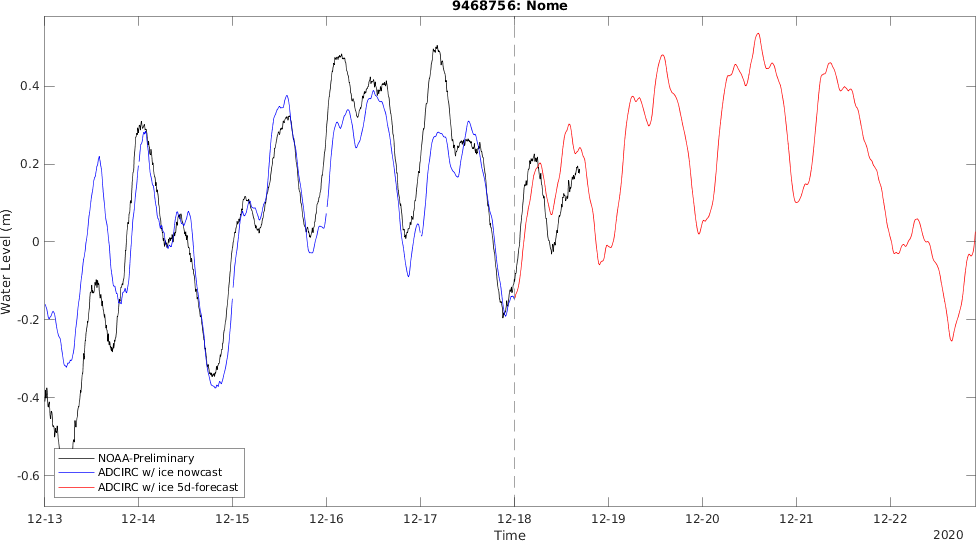 9468756: Nome
Water Level (m)
0.4
0.2
0
-0.2
-0.4
-0.6
NOAA-Preliminary
ADCIRC w/ ice nowcast
ADCIRC w/ ice 5d-forecast
12-13 12-14 12-15 12-16 12-17 12-18 12-19 12-20 12-21 12-22
Time
2020